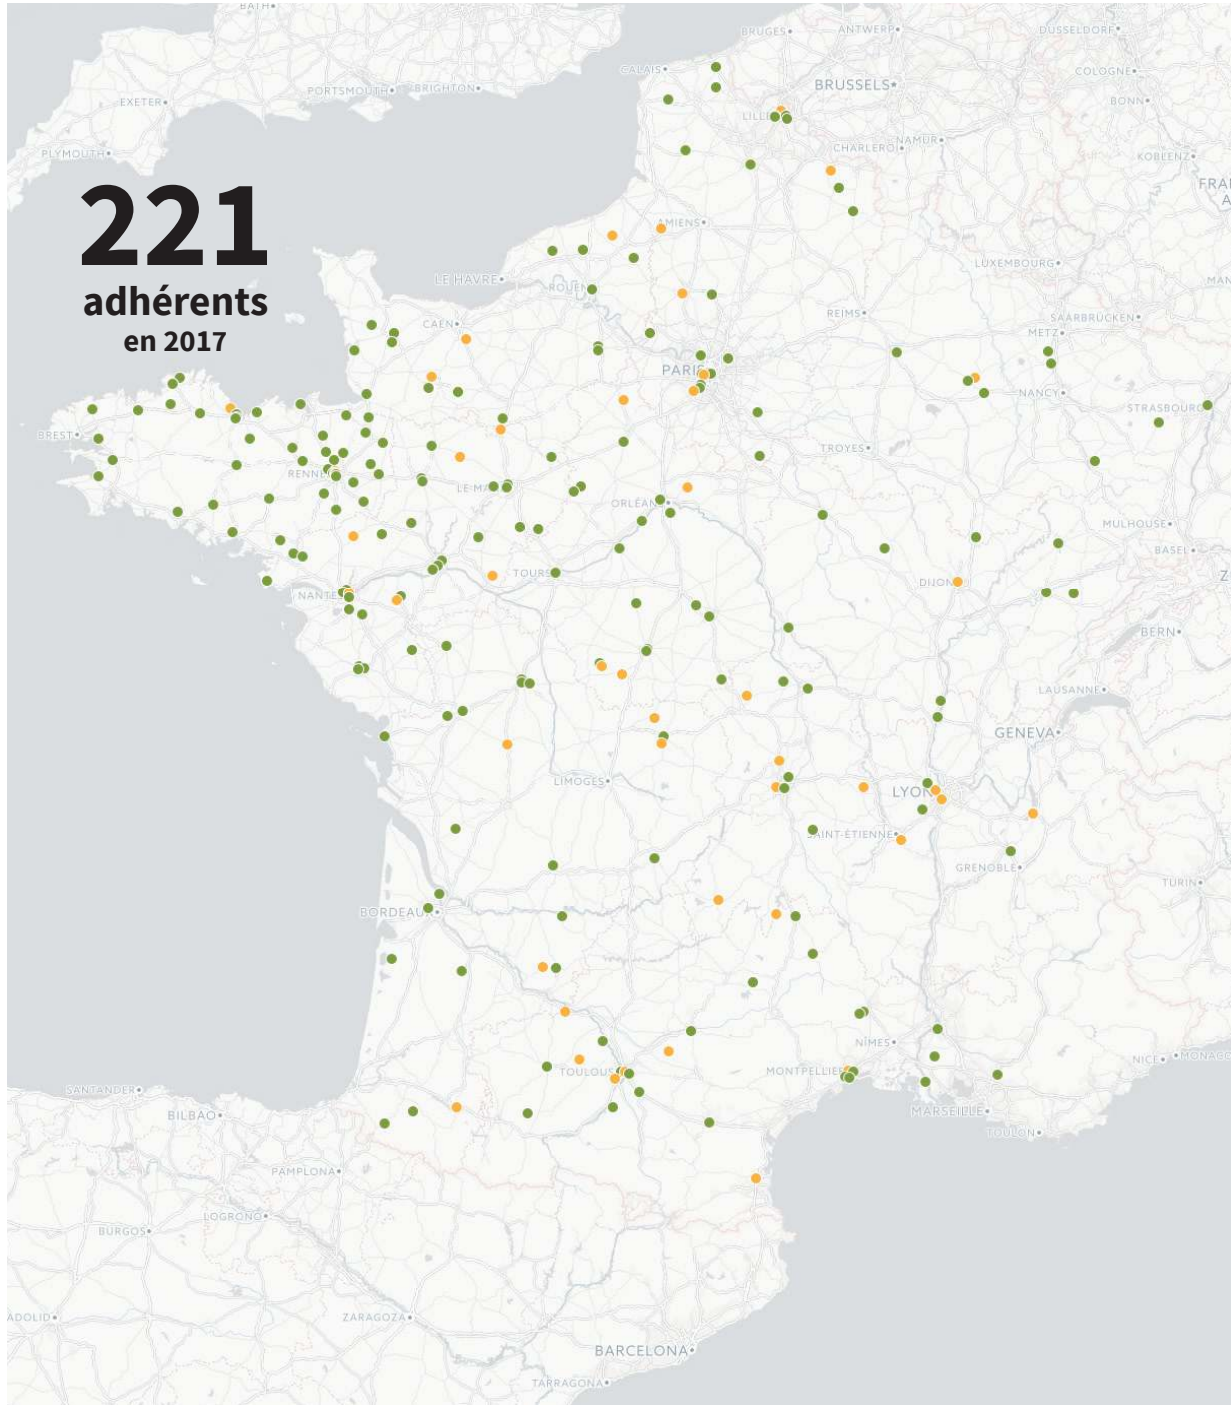 BATH
BRUGES
ANTWERP
DUSSELDORF
CALAIS
COLOGNE
PORTSMOUTH
BRIGHTON
BRUSSELS
EXETER
BONN
LILLE
CHARLEROI
NAMUR
PLYMOUTH
KOBLENZ
221
adhérents
en 2017
AMIENS
LUXEMBOURG
LE HAVRE
ROUEN
CAEN
REIMS
SAARBRUCKEN
METZ
PARIS
NANCY
STRASBOURG
BREST
TROYES
RENNES
LE MA
ORLÉANS
MULHOUSE
BASEL
TOURS
DIJON
NANTES
BERN
LAUSANNE
GENEVA
LIMOGES
LYON
SAINT-ÉTIENNE
GRENOBLE
TURIN
BORDEAUX
NÎMES
NICE
MONACO
TOULOUSE
MONTPELLIER
SANTANDER
BILBAO
MARSEILLE
TOULON
PAMPLONA
LOGROÑO
BURGOS
ADOLID
ZARAGOZA
BARCELONA
TARRAGONA